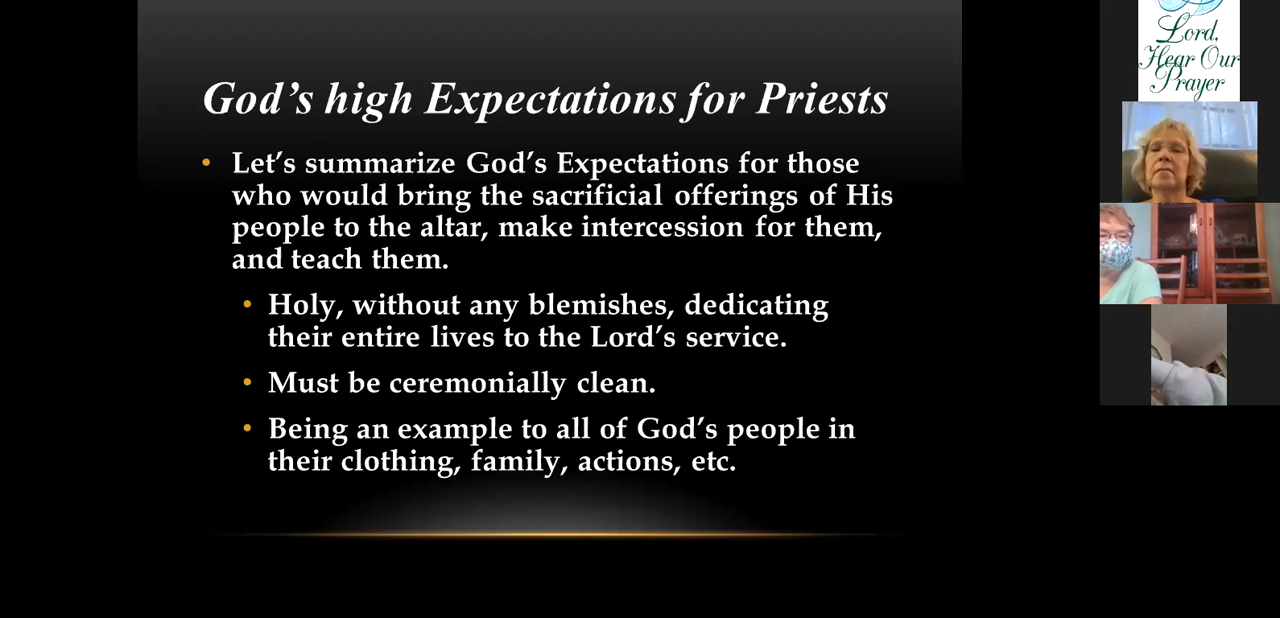 God's high Expectations for Priests
• Let's summarize God's Expectations for those
who would bring the sacrificial offerings of His
people to the altar, make intercession for them,
and teach them.
• Holy, without any blemishes, dedicating
their entire lives to the Lord's service.
• Must be ceremonially clean.
• Being an example to all of God's people in
their clothing, family, actions, etc.
Lord,
Hear Our
Prayer